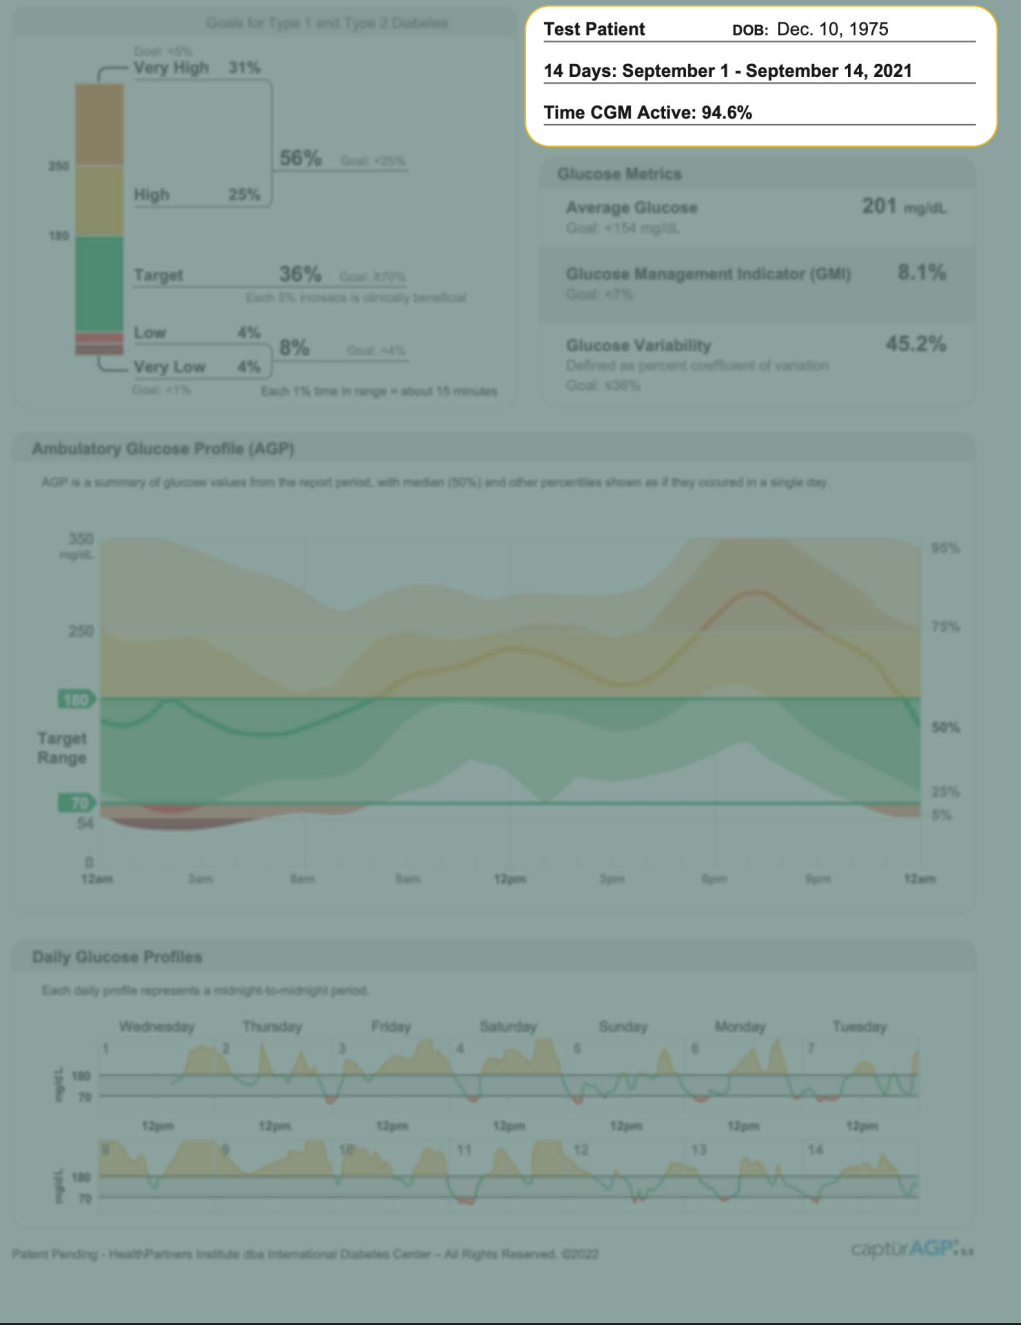 Goals for Type 1 and Type 2 Diabetes
Test Patient DOB: Dec. 10, 1975
14 Days: September 1 - September 14, 2021
Time CGM Active: 94.6%
Goal: <5%
Very High 31%
250
56% Goal: <25%
High 25%
180
Target 36% Goal: ≥70%
Each 5% increase is clinically beneficial
Low 4%
8% Goal: <4%
Very Low 4%
Goal: <1%
Each 1% time in range = about 15 minutes
Glucose Metrics
Average Glucose 201 mg/dL
Goal: <154 mg/dL
Glucose Management Indicator (GMI) 8.1%
Goal: <7%
Glucose Variability 45.2%
Defined as percent coefficient of variation
Goal: ≤36%
Ambulatory Glucose Profile (AGP)
AGP is a summary of glucose values from the report period, with median (50%) and other percentiles shown as if they occured in a single day.
350
mg/dL
95%
250
75%
180
Target
Range
50%
70
25%
54
5%
0
12am 3am 6am 9am 12pm 3pm 6pm 9pm 12am
Daily Glucose Profiles
Each daily profile represents a midnight-to-midnight period.
Wednesday Thursday Friday Saturday Sunday Monday Tuesday
1 2 3 4 5 6 7
mg/dL
180
70
12pm 12pm 12pm 12pm 12pm 12pm 12pm
8 9 10 11 12 13 14
mg/dL
180
70
Patent Pending - HealthPartners Institute dba International Diabetes Center – All Rights Reserved. ©2022
captūrAGP® v 5.0